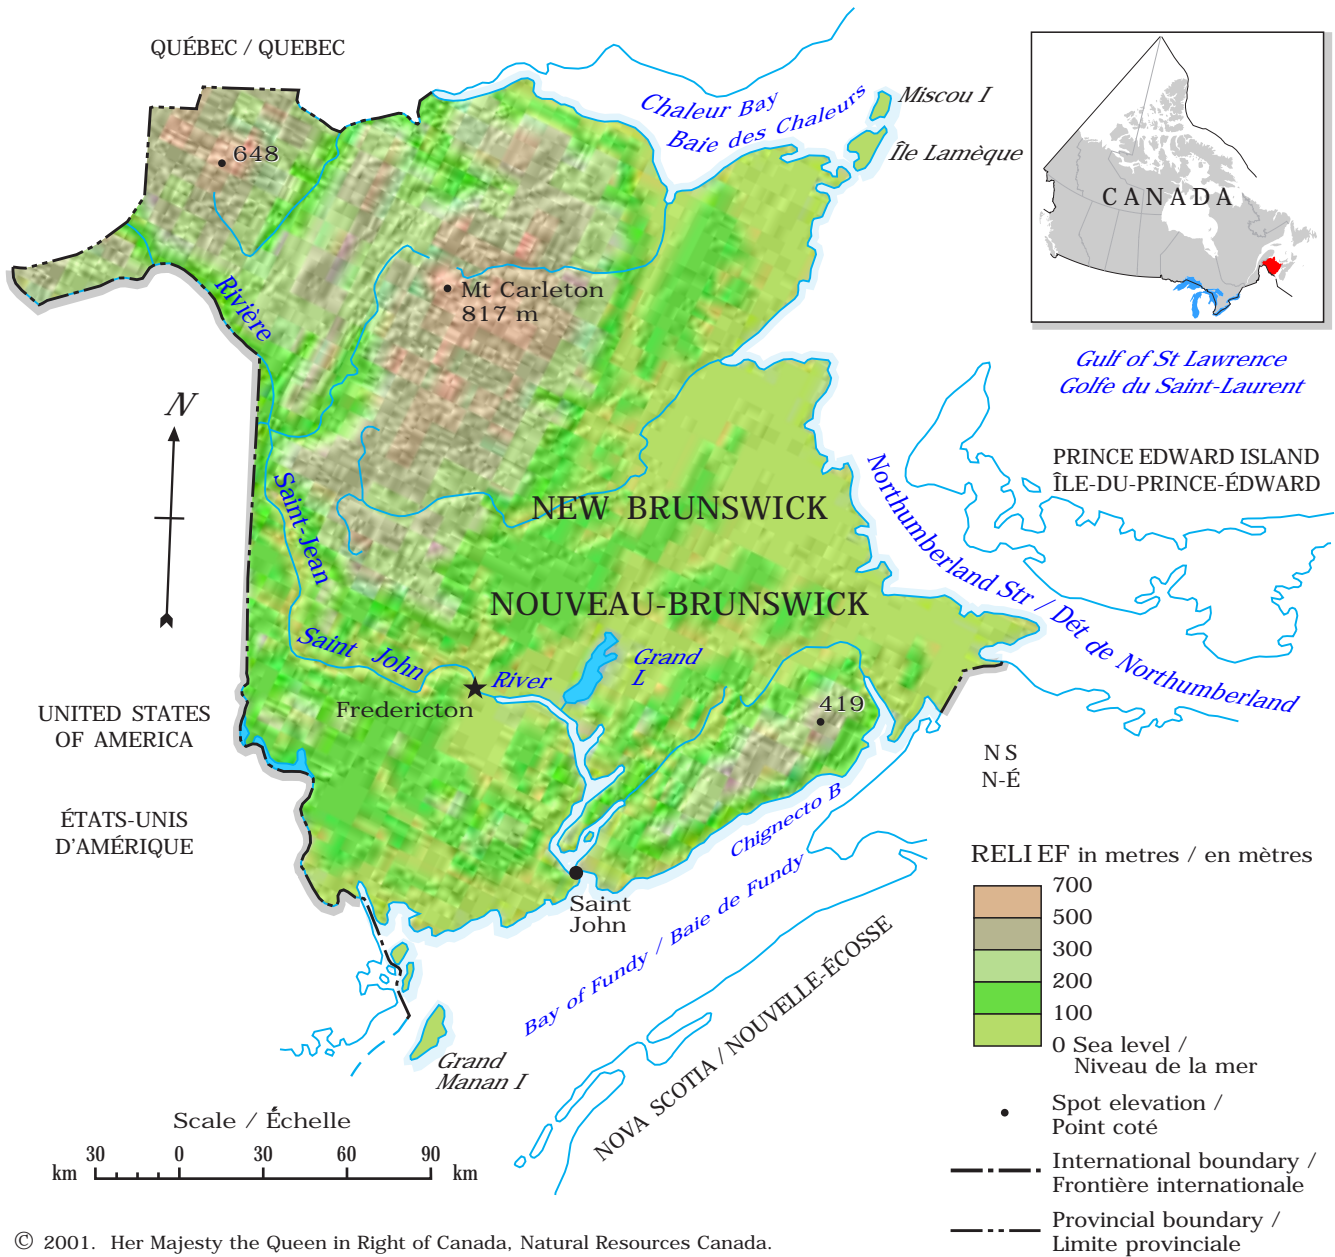 QUÉBEC / QUEBEC
Chaleur Bay
Baie des Chaleurs
Miscou I
Île Lamèque
CANADA
648
Mt Carleton
817 m
Rivière
Saint-Jean
Gulf of St Lawrence
Golfe du Saint-Laurent
N
PRINCE EDWARD ISLAND
ÎLE-DU-PRINCE-ÉDWARD
NEW BRUNSWICK
NOUVEAU-BRUNSWICK
Northumberland Str / Dét de Northumberland
Saint John River
Grand
L
Fredericton
419
UNITED STATES
OF AMERICA
ÉTATS-UNIS
D'AMÉRIQUE
N S
N-É
Chignecto B
Bay of Fundy / Baie de Fundy
Saint
John
NOVA SCOTIA / NOUVELLE-ÉCOSSE
Grand
Manan I
RELIEF in metres / en mètres
700
500
300
200
100
0 Sea level /
Niveau de la mer
Spot elevation /
Point coté
International boundary /
Frontière internationale
Provincial boundary /
Limite provinciale
Scale / Échelle
30 0 30 60 90
km km
© 2001. Her Majesty the Queen in Right of Canada, Natural Resources Canada.